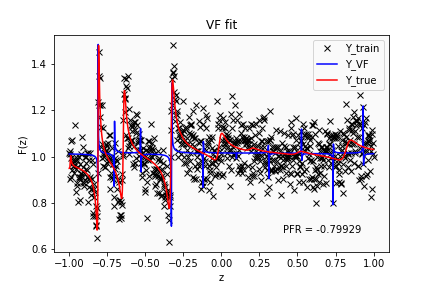 VF fit
Y_train
Y_VF
Y_true
F(z)
1.4
1.2
1.0
0.8
0.6
PFR = -0.79929
−1.00 −0.75 −0.50 −0.25 0.00 0.25 0.50 0.75 1.00
z